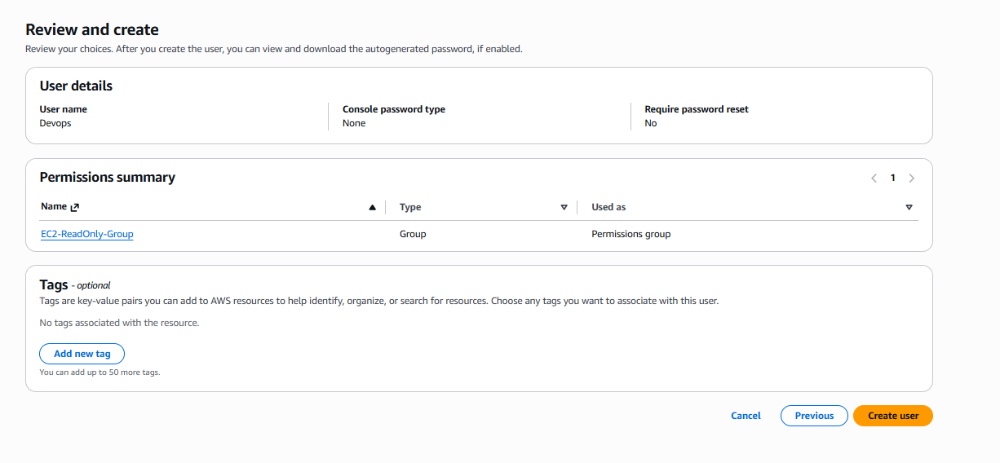 Review and create
Review your choices. After you create the user, you can view and download the autogenerated password, if enabled.
User details
User name
Devops
Console password type
None
Require password reset
No
Permissions summary
1
Name Type Used as
EC2-ReadOnly-Group Group Permissions group
Tags - optional
Tags are key-value pairs you can add to AWS resources to help identify, organize, or search for resources. Choose any tags you want to associate with this user.
No tags associated with the resource.
Add new tag
You can add up to 50 more tags.
Cancel Previous Create user